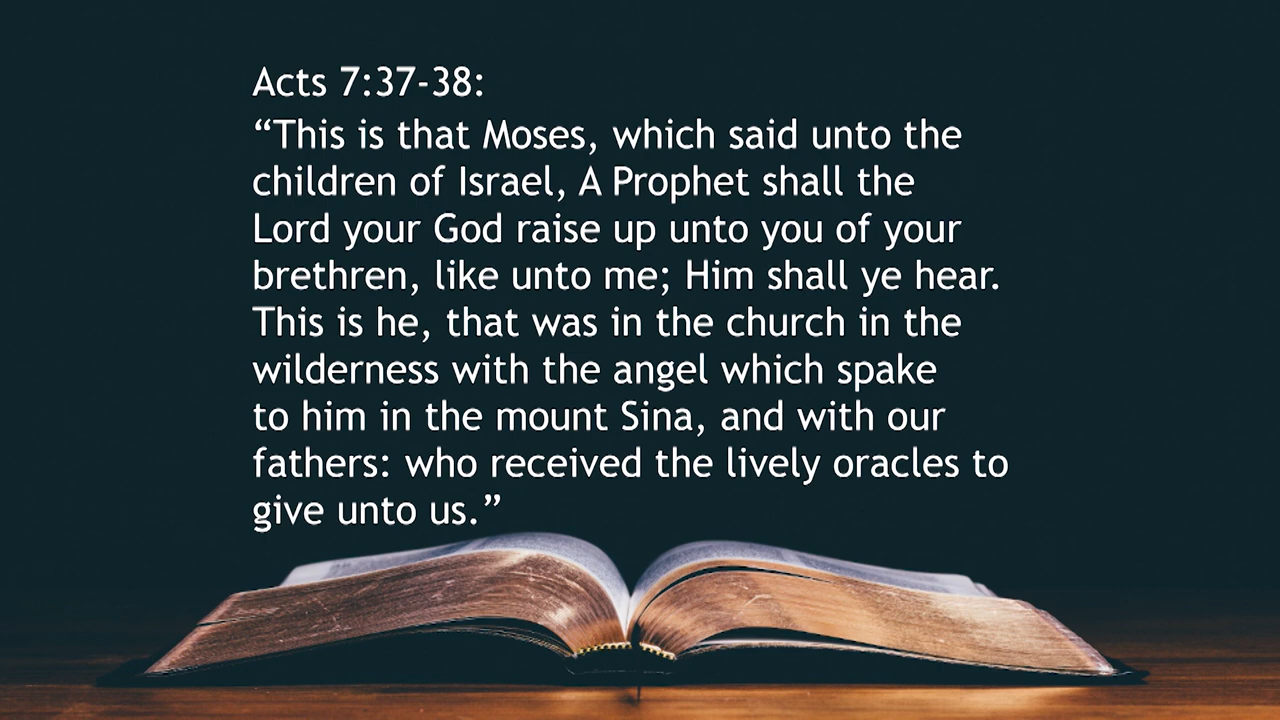 Acts 7:37-38:
“This is that Moses, which said unto the
children of Israel, A Prophet shall the
Lord your God raise up unto you of your
brethren, like unto me; Him shall ye hear.
This is he, that was in the church in the
wilderness with the angel which spake
to him in the mount Sina, and with our
fathers: who received the lively oracles to
give unto us.”